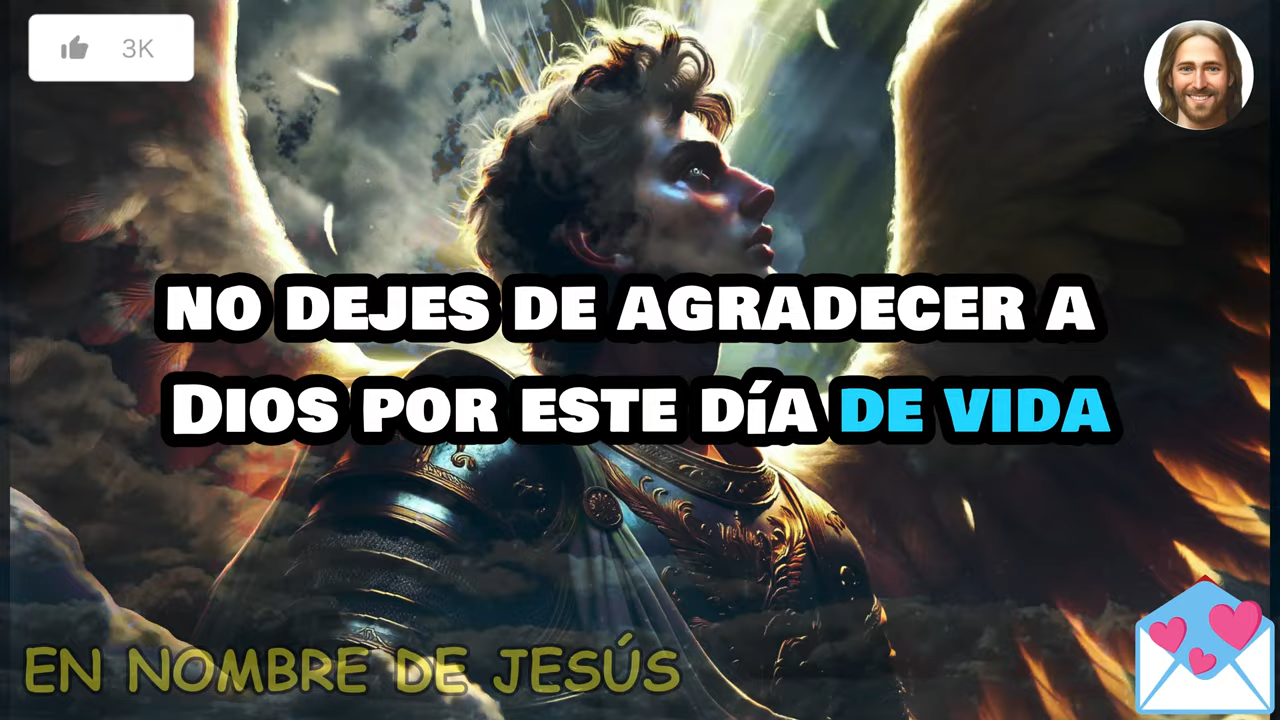 3K
NO DEJES DE AGRADECER A
DIOS POR ESTE DÍA DE VIDA
EN NOMBRE DE JESÚS